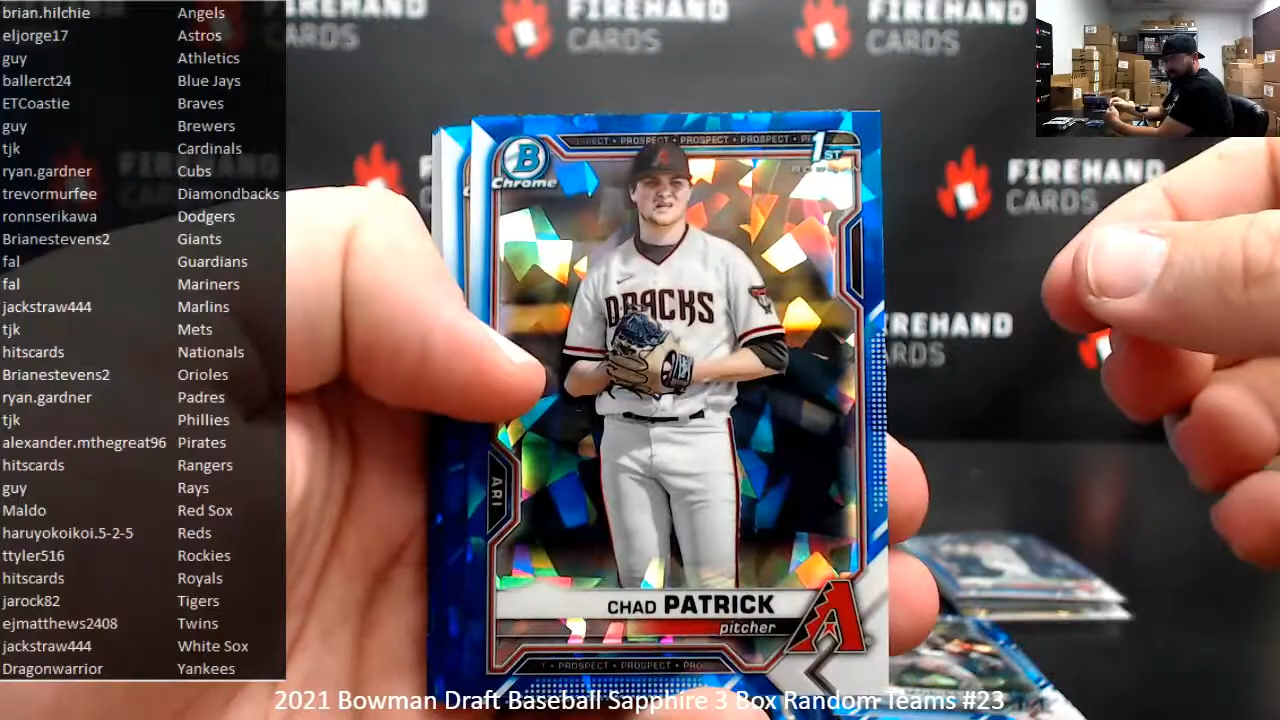 brian.hilchie Angels
eljorge17 Astros
guy Athletics
ballerct24 Blue Jays
ETCoastie Braves
guy Brewers
tjk Cardinals
ryan.gardner Cubs
trevormurfee Diamondbacks
ronnserikawa Dodgers
Brianestevens2 Giants
fal Guardians
fal Mariners
jackstraw444 Marlins
tjk Mets
hitscards Nationals
Brianestevens2 Orioles
ryan.gardner Padres
tjk Phillies
alexander.mthegreat96 Pirates
hitscards Rangers
guy Rays
Maldo Red Sox
haruyokoikoi.5-2-5 Reds
ttyler516 Rockies
hitscards Royals
jarock82 Tigers
ejmatthews2408 Twins
jackstraw444 White Sox
Dragonwarrior Yankees
FIREHAND CARDS
FIREHAND CARDS
FIREHAND CARDS
FIREHAND CARDS
REHAND
RDS
PROSPECT • PROSPECT • PROSPECT
B
Chrome
1ST
BOWMAN
DBACKS
ARI
CHAD PATRICK
pitcher
PROSPECT • PROSPECT • PRO
2021 Bowman Draft Baseball Sapphire 3 Box Random Teams #23